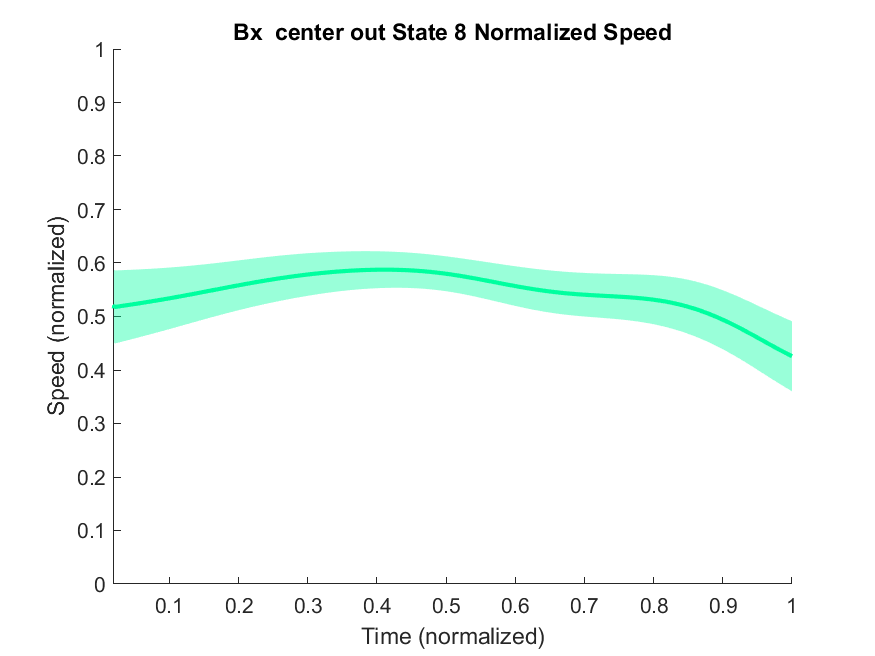 Bx  center out State 8 Normalized Speed
1
0.9
0.8
0.7
0.6
0.5
0.4
0.3
0.2
0.1
0
Speed (normalized)
0.1 0.2 0.3 0.4 0.5 0.6 0.7 0.8 0.9 1
Time (normalized)